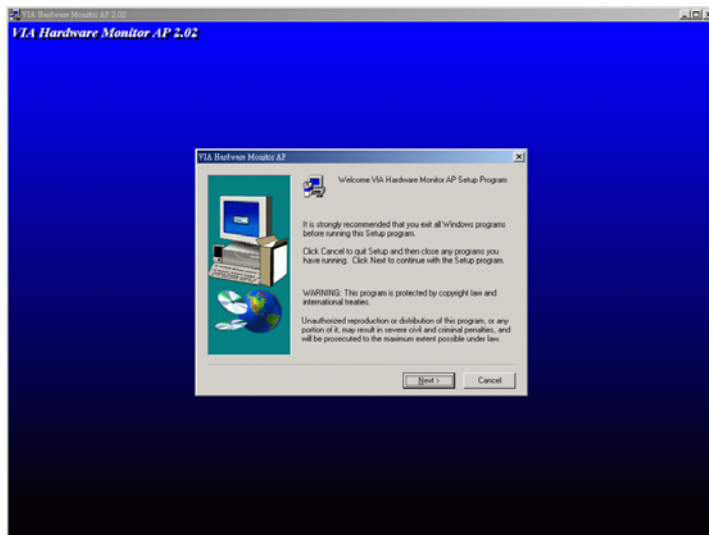 VIA Hardware Monitor AP 2.02
VIA Hardware Monitor AP 2.02
VIA Hardware Monitor AP
Welcome VIA Hardware Monitor AP Setup Program
It is strongly recommended that you exit all Windows programs
before running this Setup program.
Click Cancel to quit Setup and then close any programs you
have running. Click Next to continue with the Setup program.
WARNING: This program is protected by copyright law and
international treaties.
Unauthorized reproduction or distribution of this program, or any
portion of it, may result in severe civil and criminal penalties, and
will be prosecuted to the maximum extent possible under law.
Next > Cancel